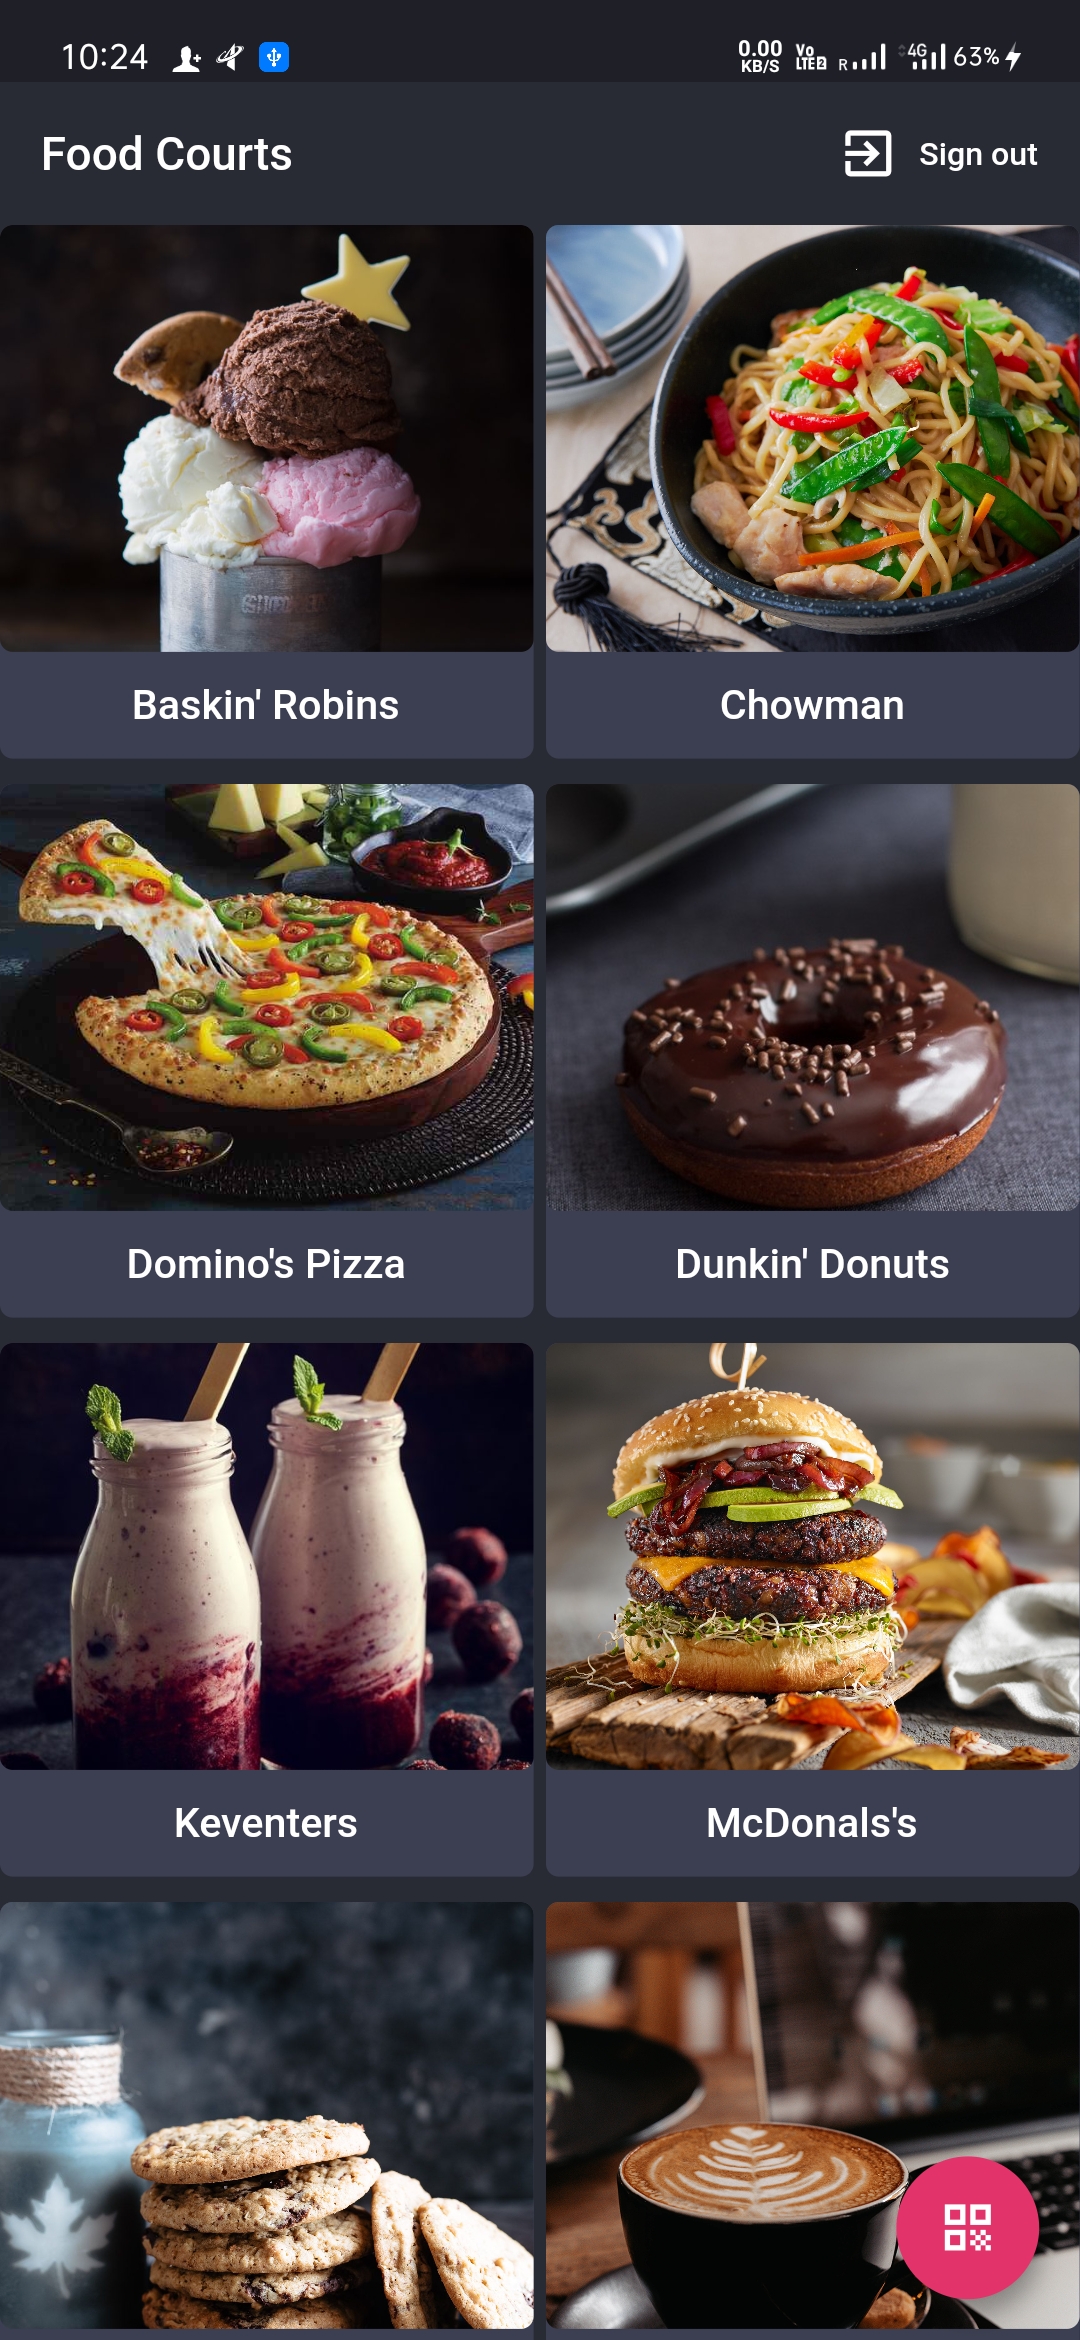 10:24
0.00 KB/S
Vo LTE2
R
4G
63%
Food Courts
Sign out
Baskin' Robins
Chowman
Domino's Pizza
Dunkin' Donuts
Keventers
McDonals's